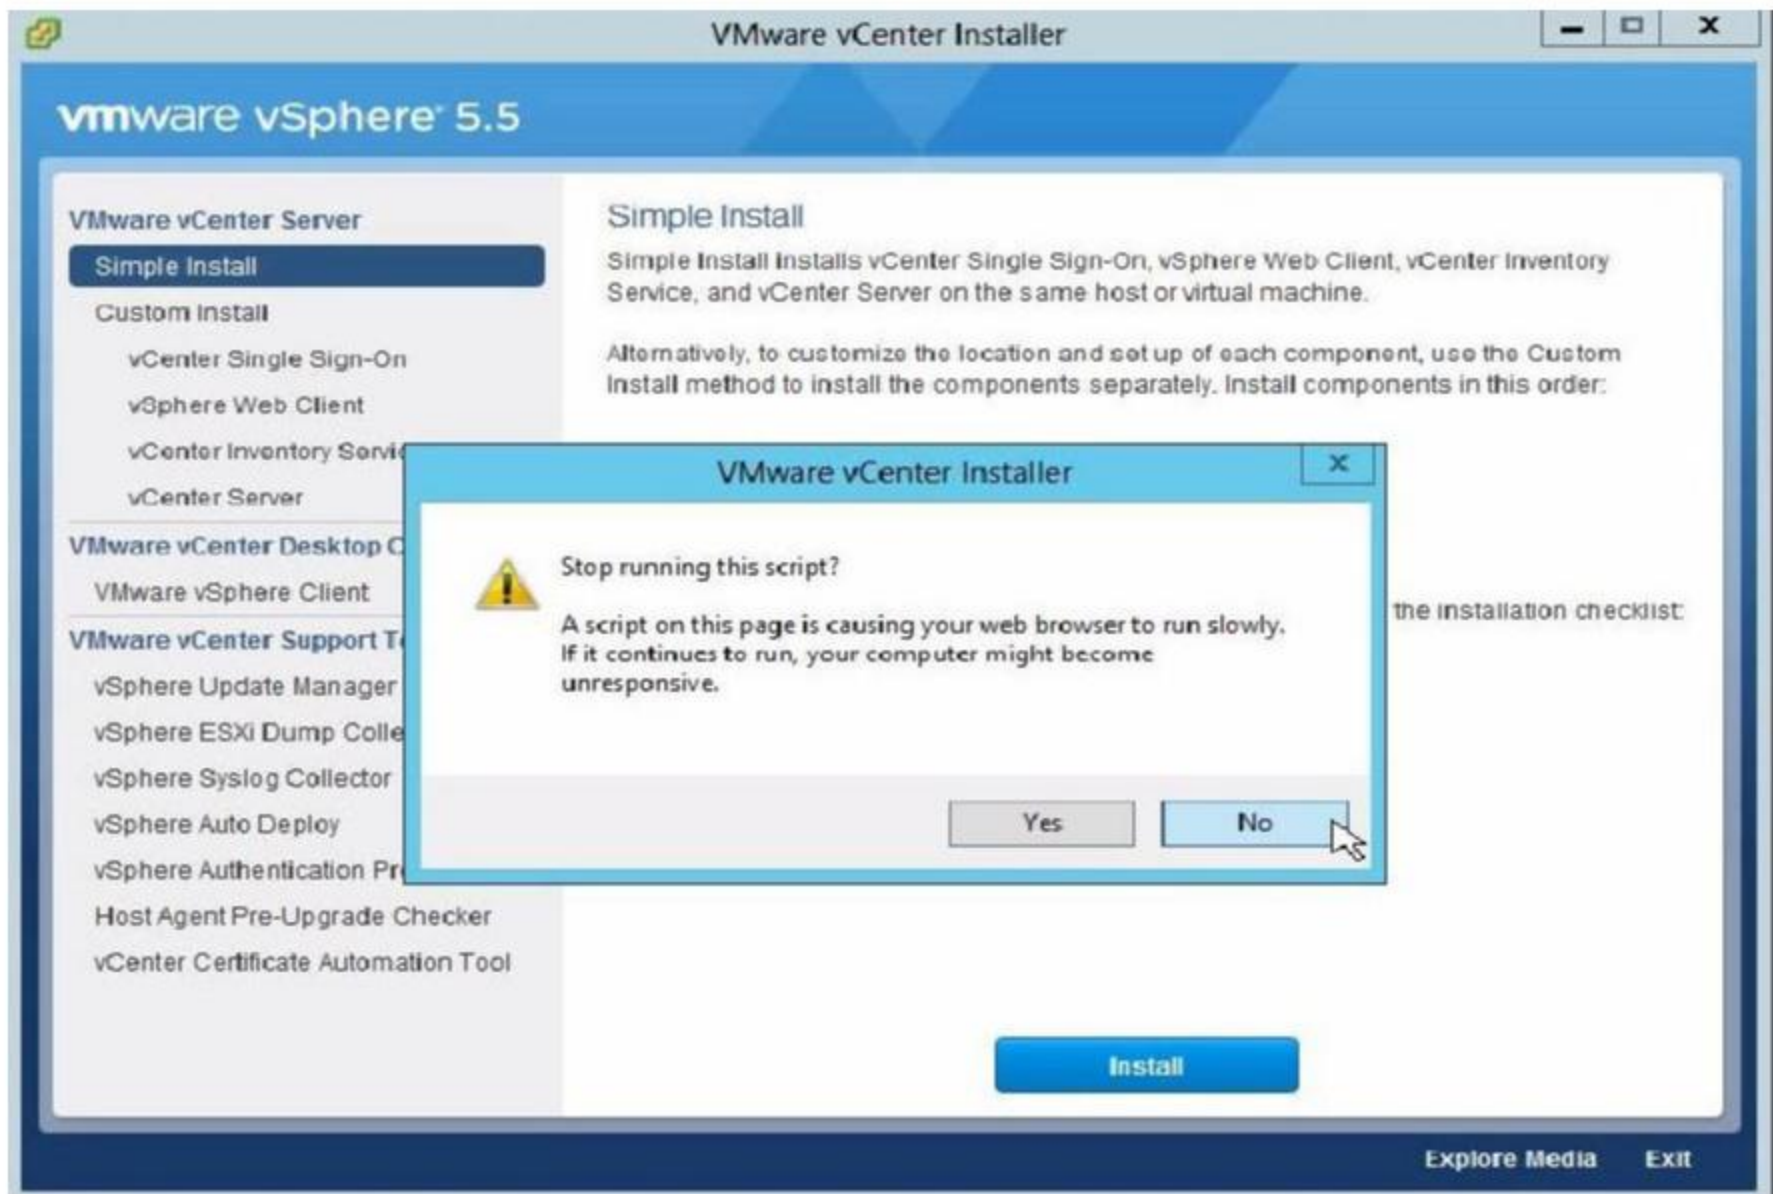 VMware vCenter Installer
vmware vSphere 5.5
VMware vCenter Server
Simple Install
Custom Install
vCenter Single Sign-On
vSphere Web Client
vCenter Inventory Servic
vCenter Server
VMware vCenter Desktop C
VMware vSphere Client
VMware vCenter Support T
vSphere Update Manager
vSphere ESXi Dump Colle
vSphere Syslog Collector
vSphere Auto Deploy
vSphere Authentication Pr
Host Agent Pre-Upgrade Checker
vCenter Certificate Automation Tool
Simple Install
Simple Install installs vCenter Single Sign-On, vSphere Web Client, vCenter Inventory
Service, and vCenter Server on the same host or virtual machine.
Alternatively, to customize the location and set up of each component, use the Custom
Install method to install the components separately. Install components in this order:
the installation checklist:
VMware vCenter Installer
Stop running this script?
A script on this page is causing your web browser to run slowly.
If it continues to run, your computer might become
unresponsive.
Yes
No
Install
Explore Media
Exit